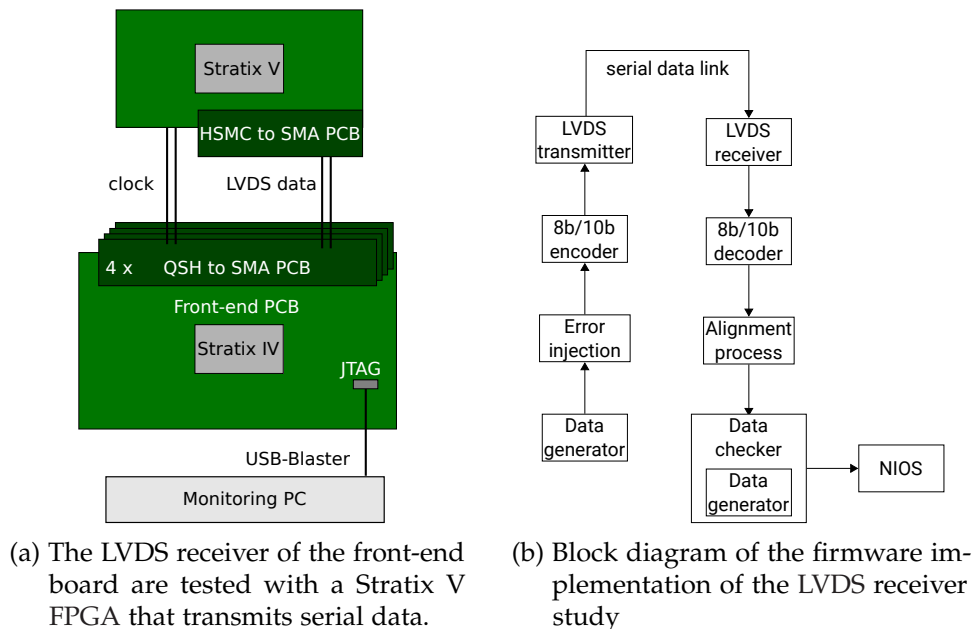 Stratix V
HSMC to SMA PCB
clock
LVDS data
4 x QSH to SMA PCB
Front-end PCB
Stratix IV
JTAG
USB-Blaster
Monitoring PC
(a) The LVDS receiver of the front-end
board are tested with a Stratix V
FPGA that transmits serial data.
serial data link
LVDS
transmitter
LVDS
receiver
8b/10b
encoder
8b/10b
decoder
Error
injection
Alignment
process
Data
generator
Data
checker
Data
generator
NIOS
(b) Block diagram of the firmware im-
plementation of the LVDS receiver
study